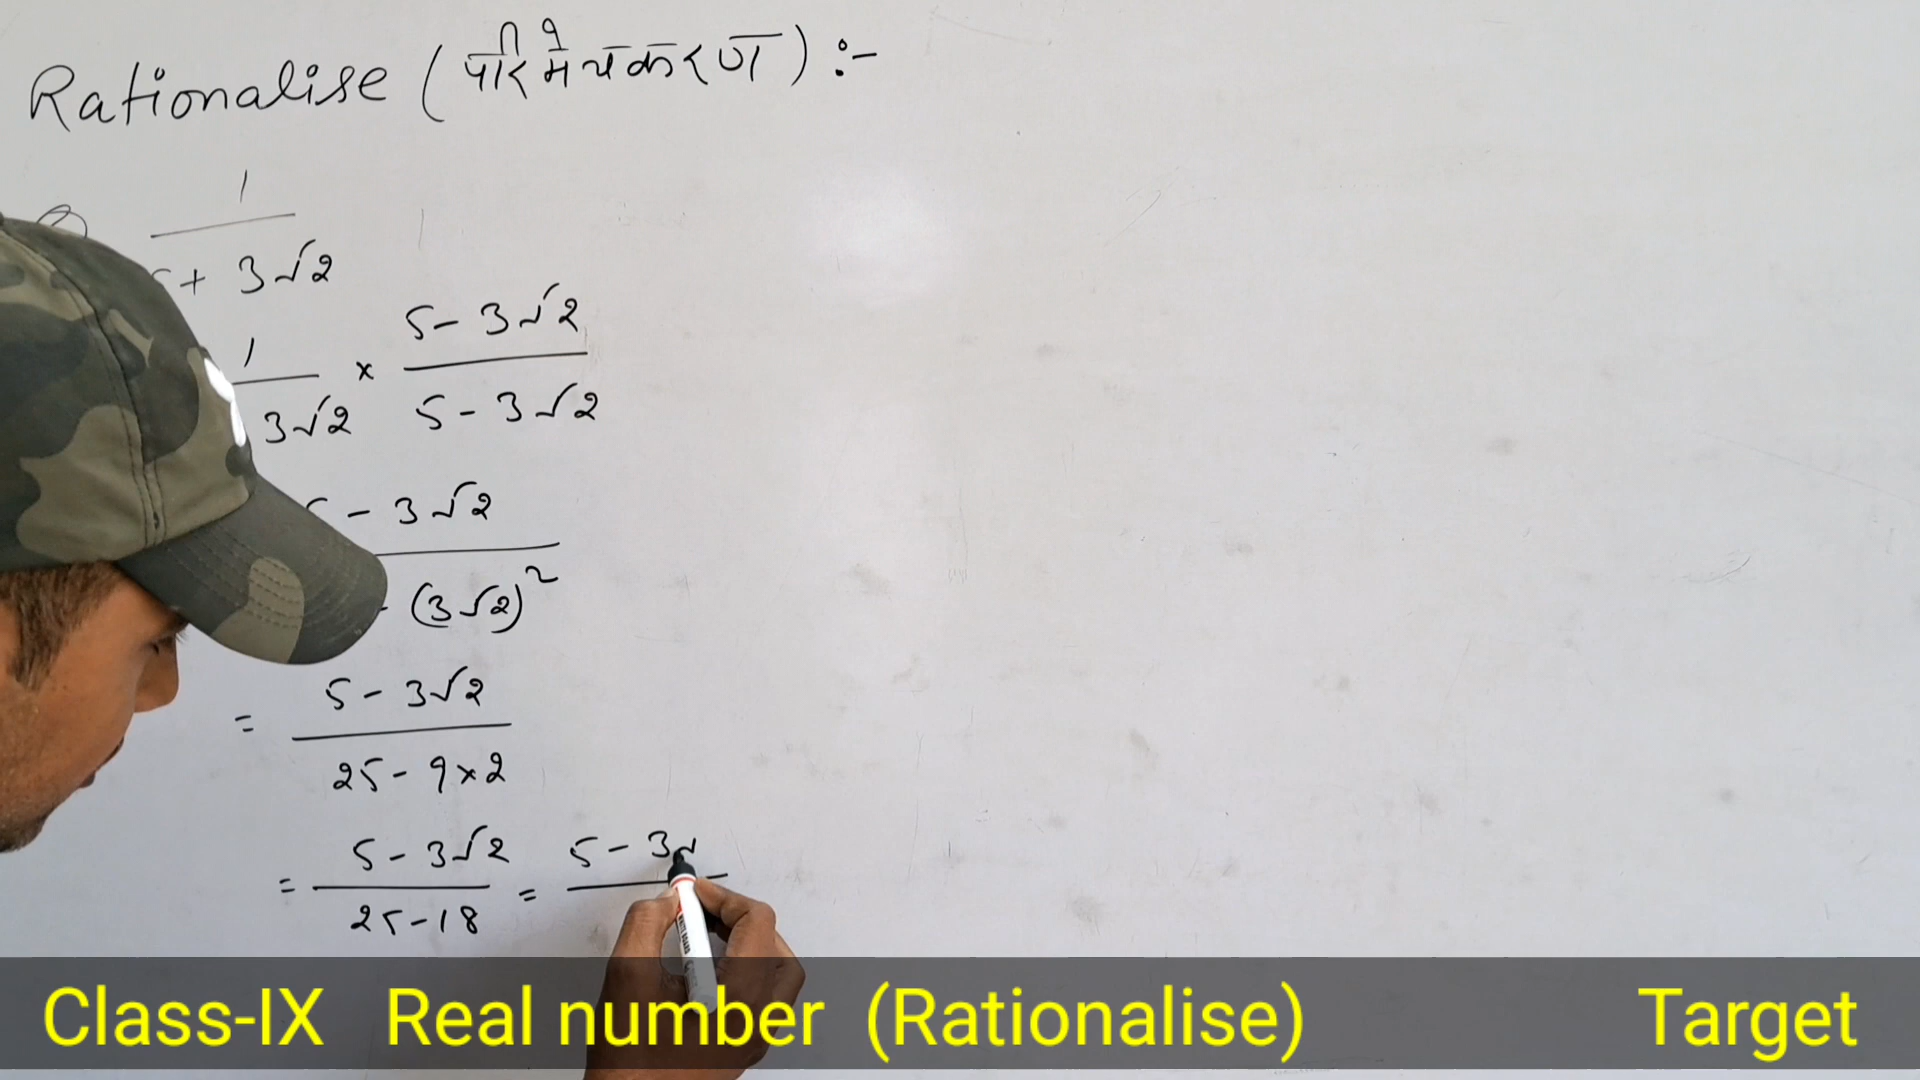 Rationalise (परिमेयकरण) :-
1
+ 3√2
1 × 5 - 3√2
3√2 5 - 3√2
- 3√2
- (3√2)²
5 - 3√2
=
25 - 9×2
5 - 3√2 5 - 3√
= =
25-18
Class-IX Real number (Rationalise) Target